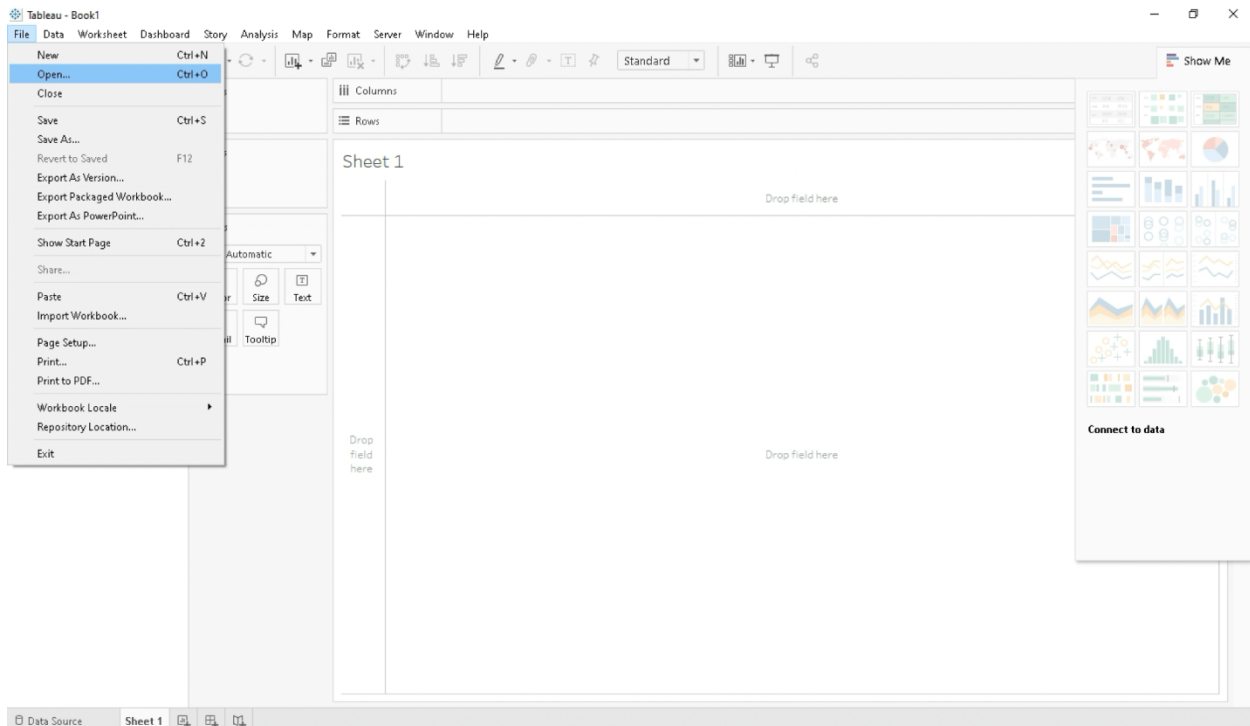 Tableau - Book1
File Data Worksheet Dashboard Story Analysis Map Format Server Window Help
New Ctrl+N
Open... Ctrl+O
Close
Save Ctrl+S
Save As...
Revert to Saved F12
Export As Version...
Export Packaged Workbook...
Export As PowerPoint...
Show Start Page Ctrl+2
Share...
Paste Ctrl+V
Import Workbook...
Page Setup...
Print... Ctrl+P
Print to PDF...
Workbook Locale
Repository Location...
Exit
Standard
Show Me
Columns
Rows
Automatic
Size Text
Tooltip
Sheet 1
Drop field here
Drop
field
here
Drop field here
Connect to data
Data Source Sheet 1